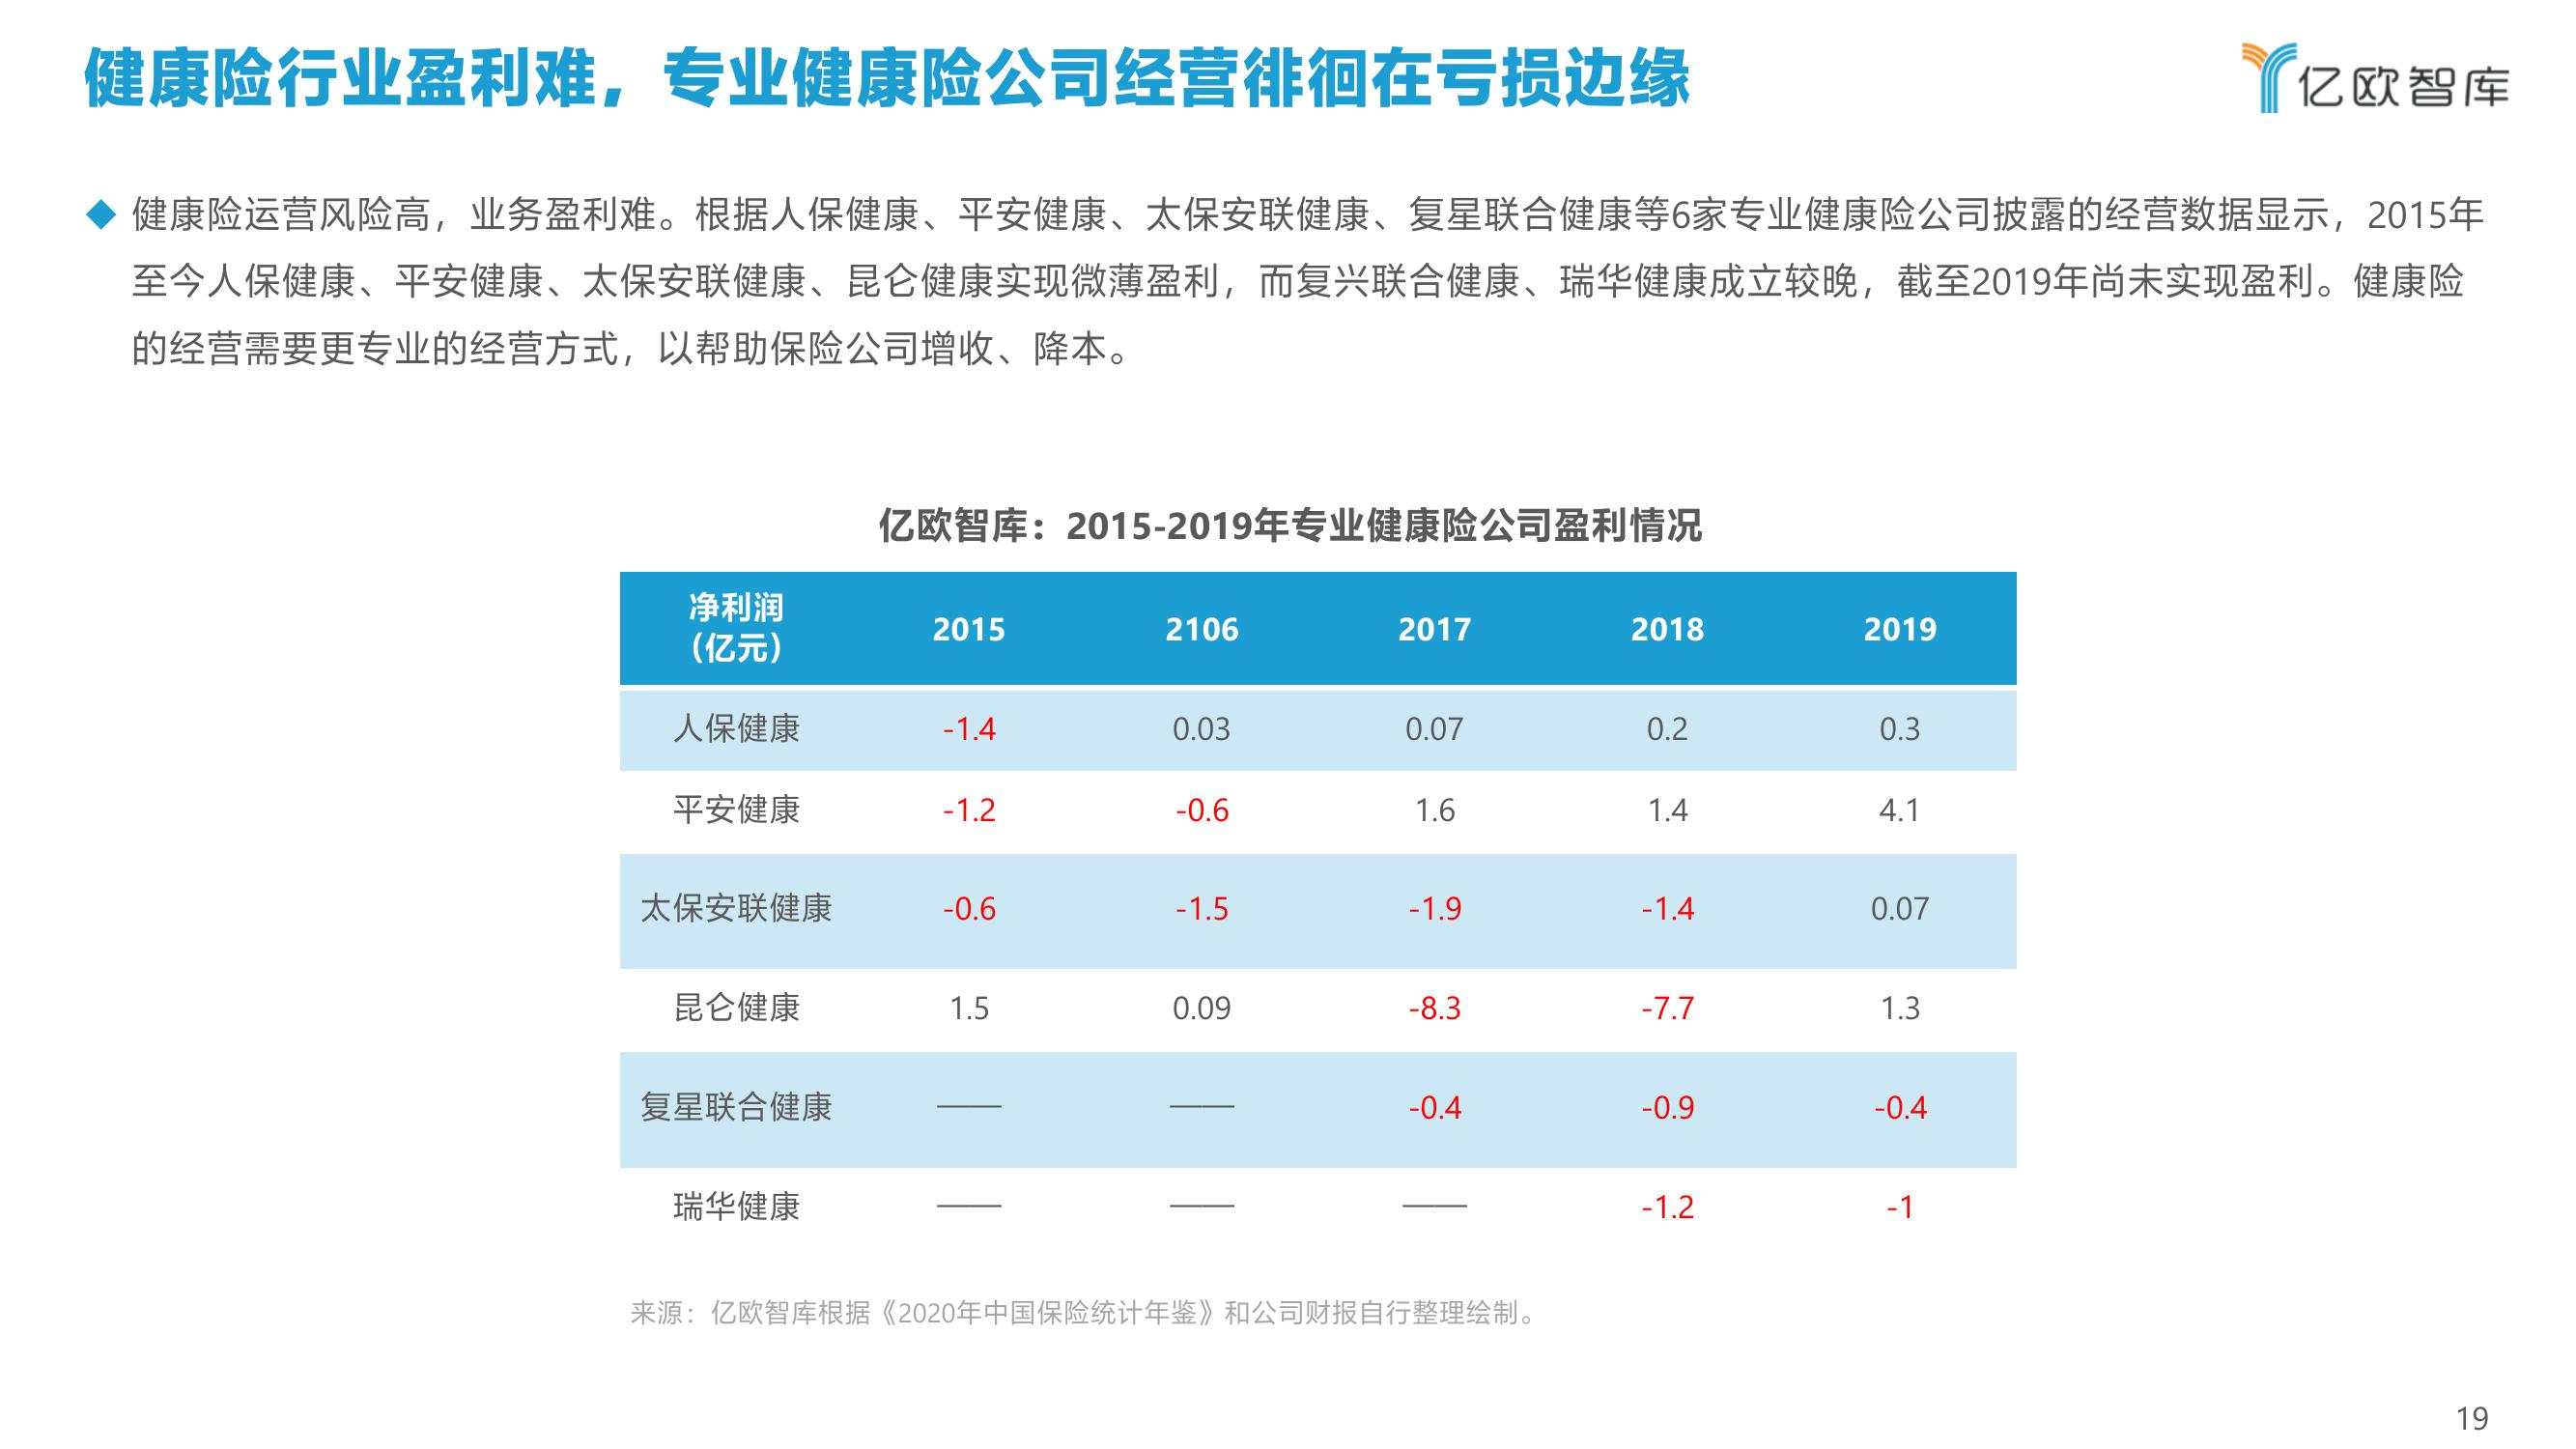 健康险行业盈利难，专业健康险公司经营徘徊在亏损边缘
亿欧智库
◆ 健康险运营风险高，业务盈利难。根据人保健康、平安健康、太保安联健康、复星联合健康等6家专业健康险公司披露的经营数据显示，2015年
至今人保健康、平安健康、太保安联健康、昆仑健康实现微薄盈利，而复兴联合健康、瑞华健康成立较晚，截至2019年尚未实现盈利。健康险
的经营需要更专业的经营方式，以帮助保险公司增收、降本。
亿欧智库：2015-2019年专业健康险公司盈利情况
净利润
（亿元） 2015 2106 2017 2018 2019
人保健康 -1.4 0.03 0.07 0.2 0.3
平安健康 -1.2 -0.6 1.6 1.4 4.1
太保安联健康 -0.6 -1.5 -1.9 -1.4 0.07
昆仑健康 1.5 0.09 -8.3 -7.7 1.3
复星联合健康 —— —— -0.4 -0.9 -0.4
瑞华健康 —— —— —— -1.2 -1
来源：亿欧智库根据《2020年中国保险统计年鉴》和公司财报自行整理绘制。
19